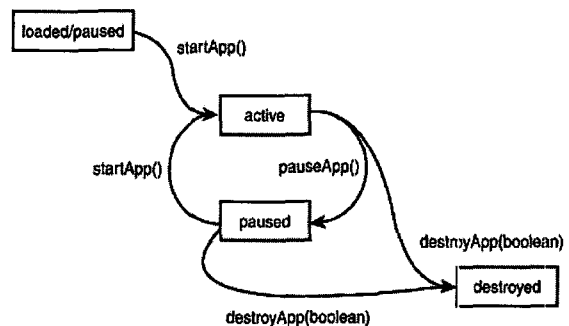 loaded/paused
startApp()
active
startApp()
pauseApp()
paused
destroyApp(boolean)
destroyed
destroyApp(boolean)